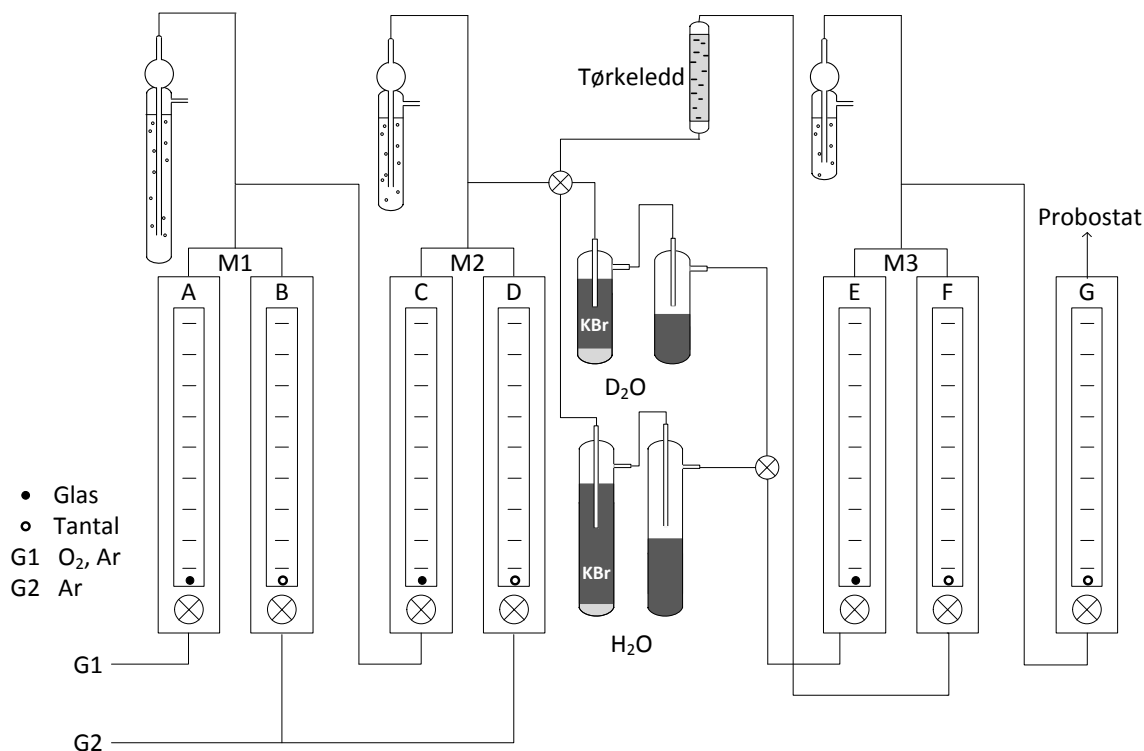 Tørkeledd
Probostat
M1
M2
M3
A
B
C
D
E
F
G
KBr
D₂O
KBr
H₂O
Glas
Tantal
G1 O₂, Ar
G2 Ar
G1
G2